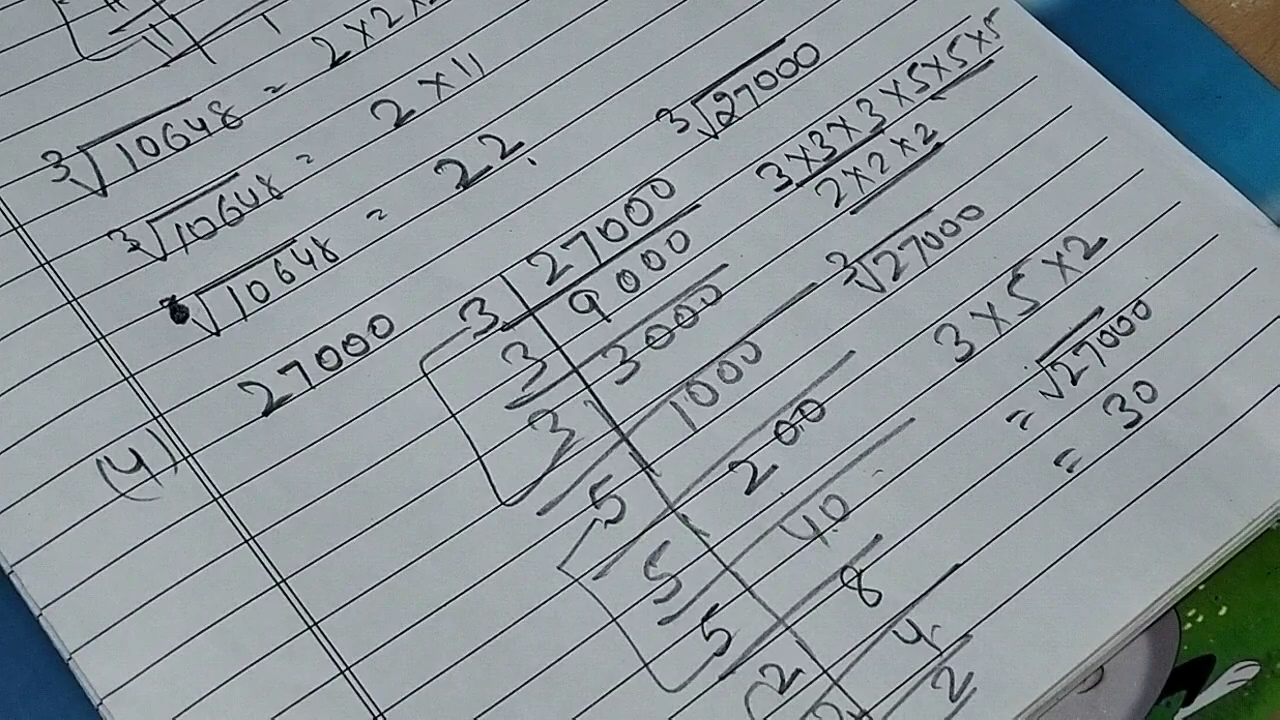 11
∛10648 = 2×2×
∛10648 = 2×11
∛10648 = 22.
(4) 27000
3 | 27000
3 | 9000
3 | 3000
5 | 1000
5 | 200
5 | 40
2 | 8
2 | 4
2
∛27000
3×3×3×5×5×5
2×2×2
∛27000
3×5×2
= √27000
= 30